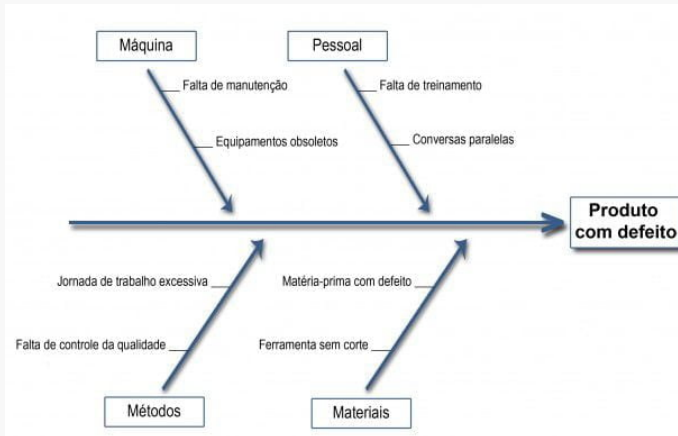 Máquina
Pessoal
Falta de manutenção
Falta de treinamento
Equipamentos obsoletos
Conversas paralelas
Produto
com defeito
Jornada de trabalho excessiva
Matéria-prima com defeito
Falta de controle da qualidade
Ferramenta sem corte
Métodos
Materiais